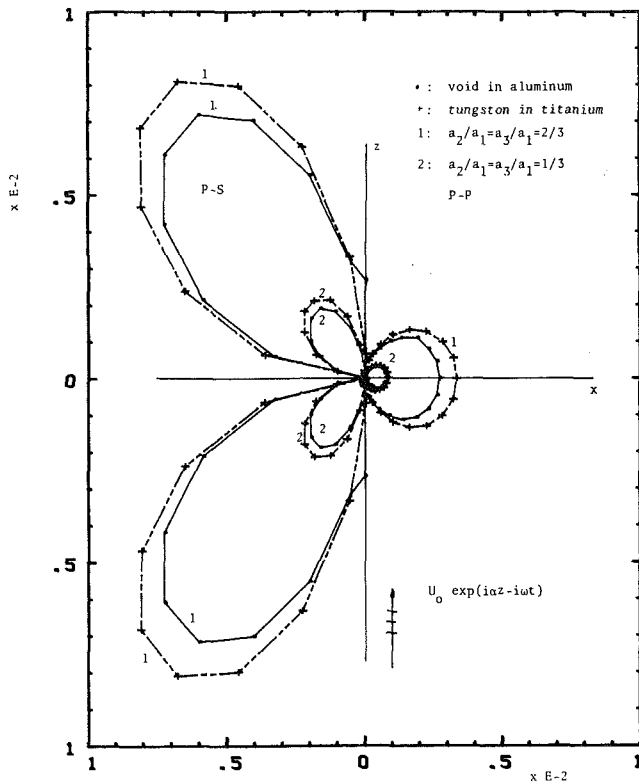 1
• : void in aluminum
+ : tungston in titanium
1: a2/a1=a3/a1=2/3
2: a2/a1=a3/a1=1/3
P-P
z
1
1
P-S
.5
x E-2
2
2
1
2
0
x
2
2
.5
U₀ exp(iαz-iωt)
1
1
1
1 .5 0 .5 1
x E-2